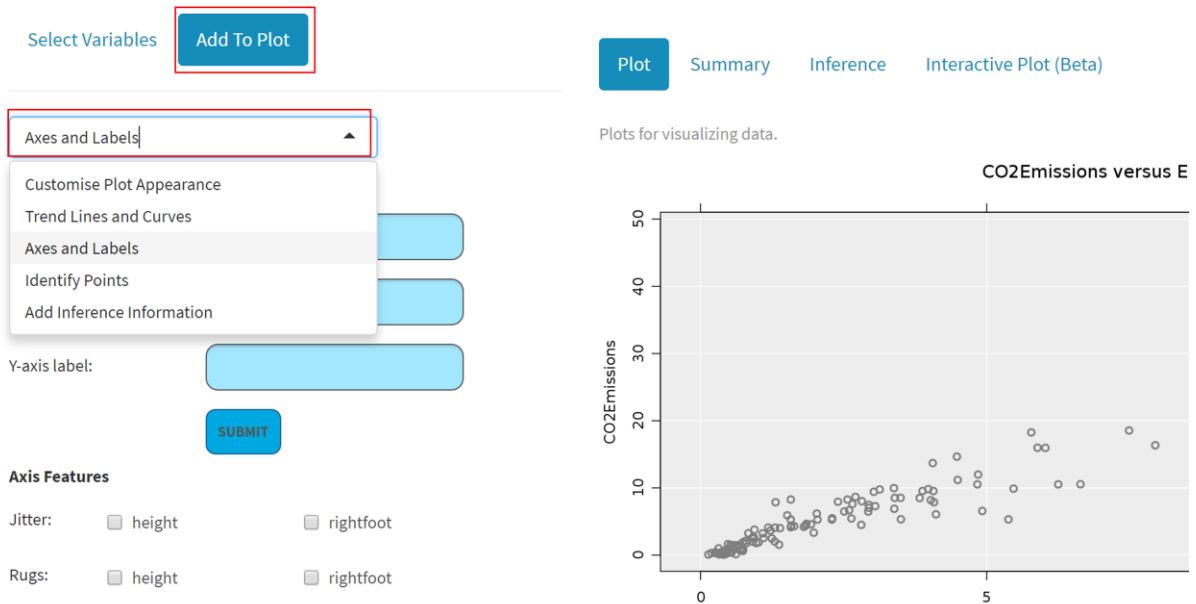 Select Variables
Add To Plot
Axes and Labels
Customise Plot Appearance
Trend Lines and Curves
Axes and Labels
Identify Points
Add Inference Information
Y-axis label:
SUBMIT
Axis Features
Jitter: height rightfoot
Rugs: height rightfoot
Plot Summary Inference Interactive Plot (Beta)
Plots for visualizing data.
CO2Emissions versus E
50
40
30
20
10
0
CO2Emissions
0 5